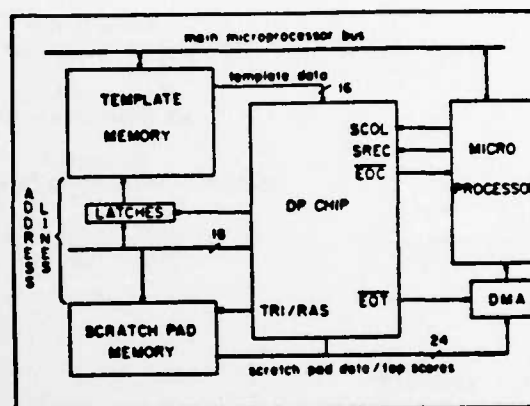 main microprocessor bus
template data
16
TEMPLATE
MEMORY
SCOL
SREC
EOC
MICRO
PROCESSOR
ADDRESS
LINES
LATCHES
DP CHIP
16
TRI/RAS
EOT
DMA
SCRATCH PAD
MEMORY
24
scratch pad data/top scores